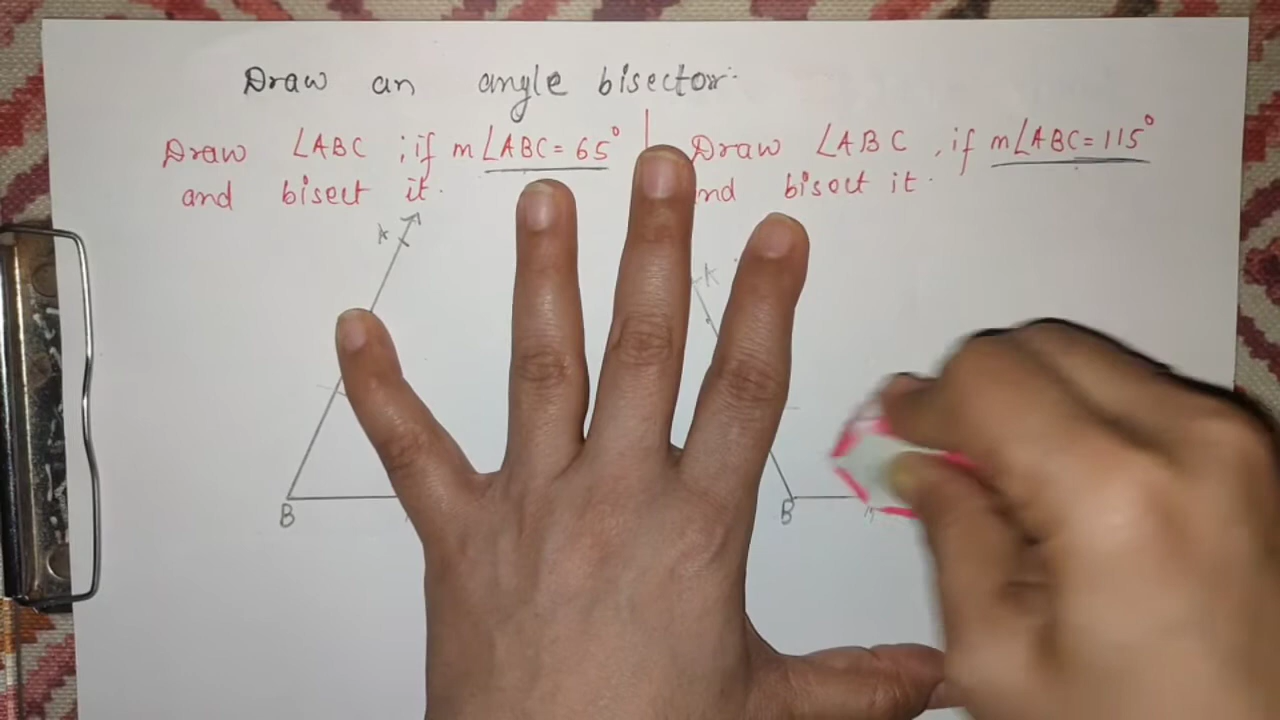 Draw an angle bisector.
Draw ∠ABC ; if m∠ABC = 65°
and bisect it.
Draw ∠ABC , if m∠ABC = 115°
and bisect it.
A
A
B
B